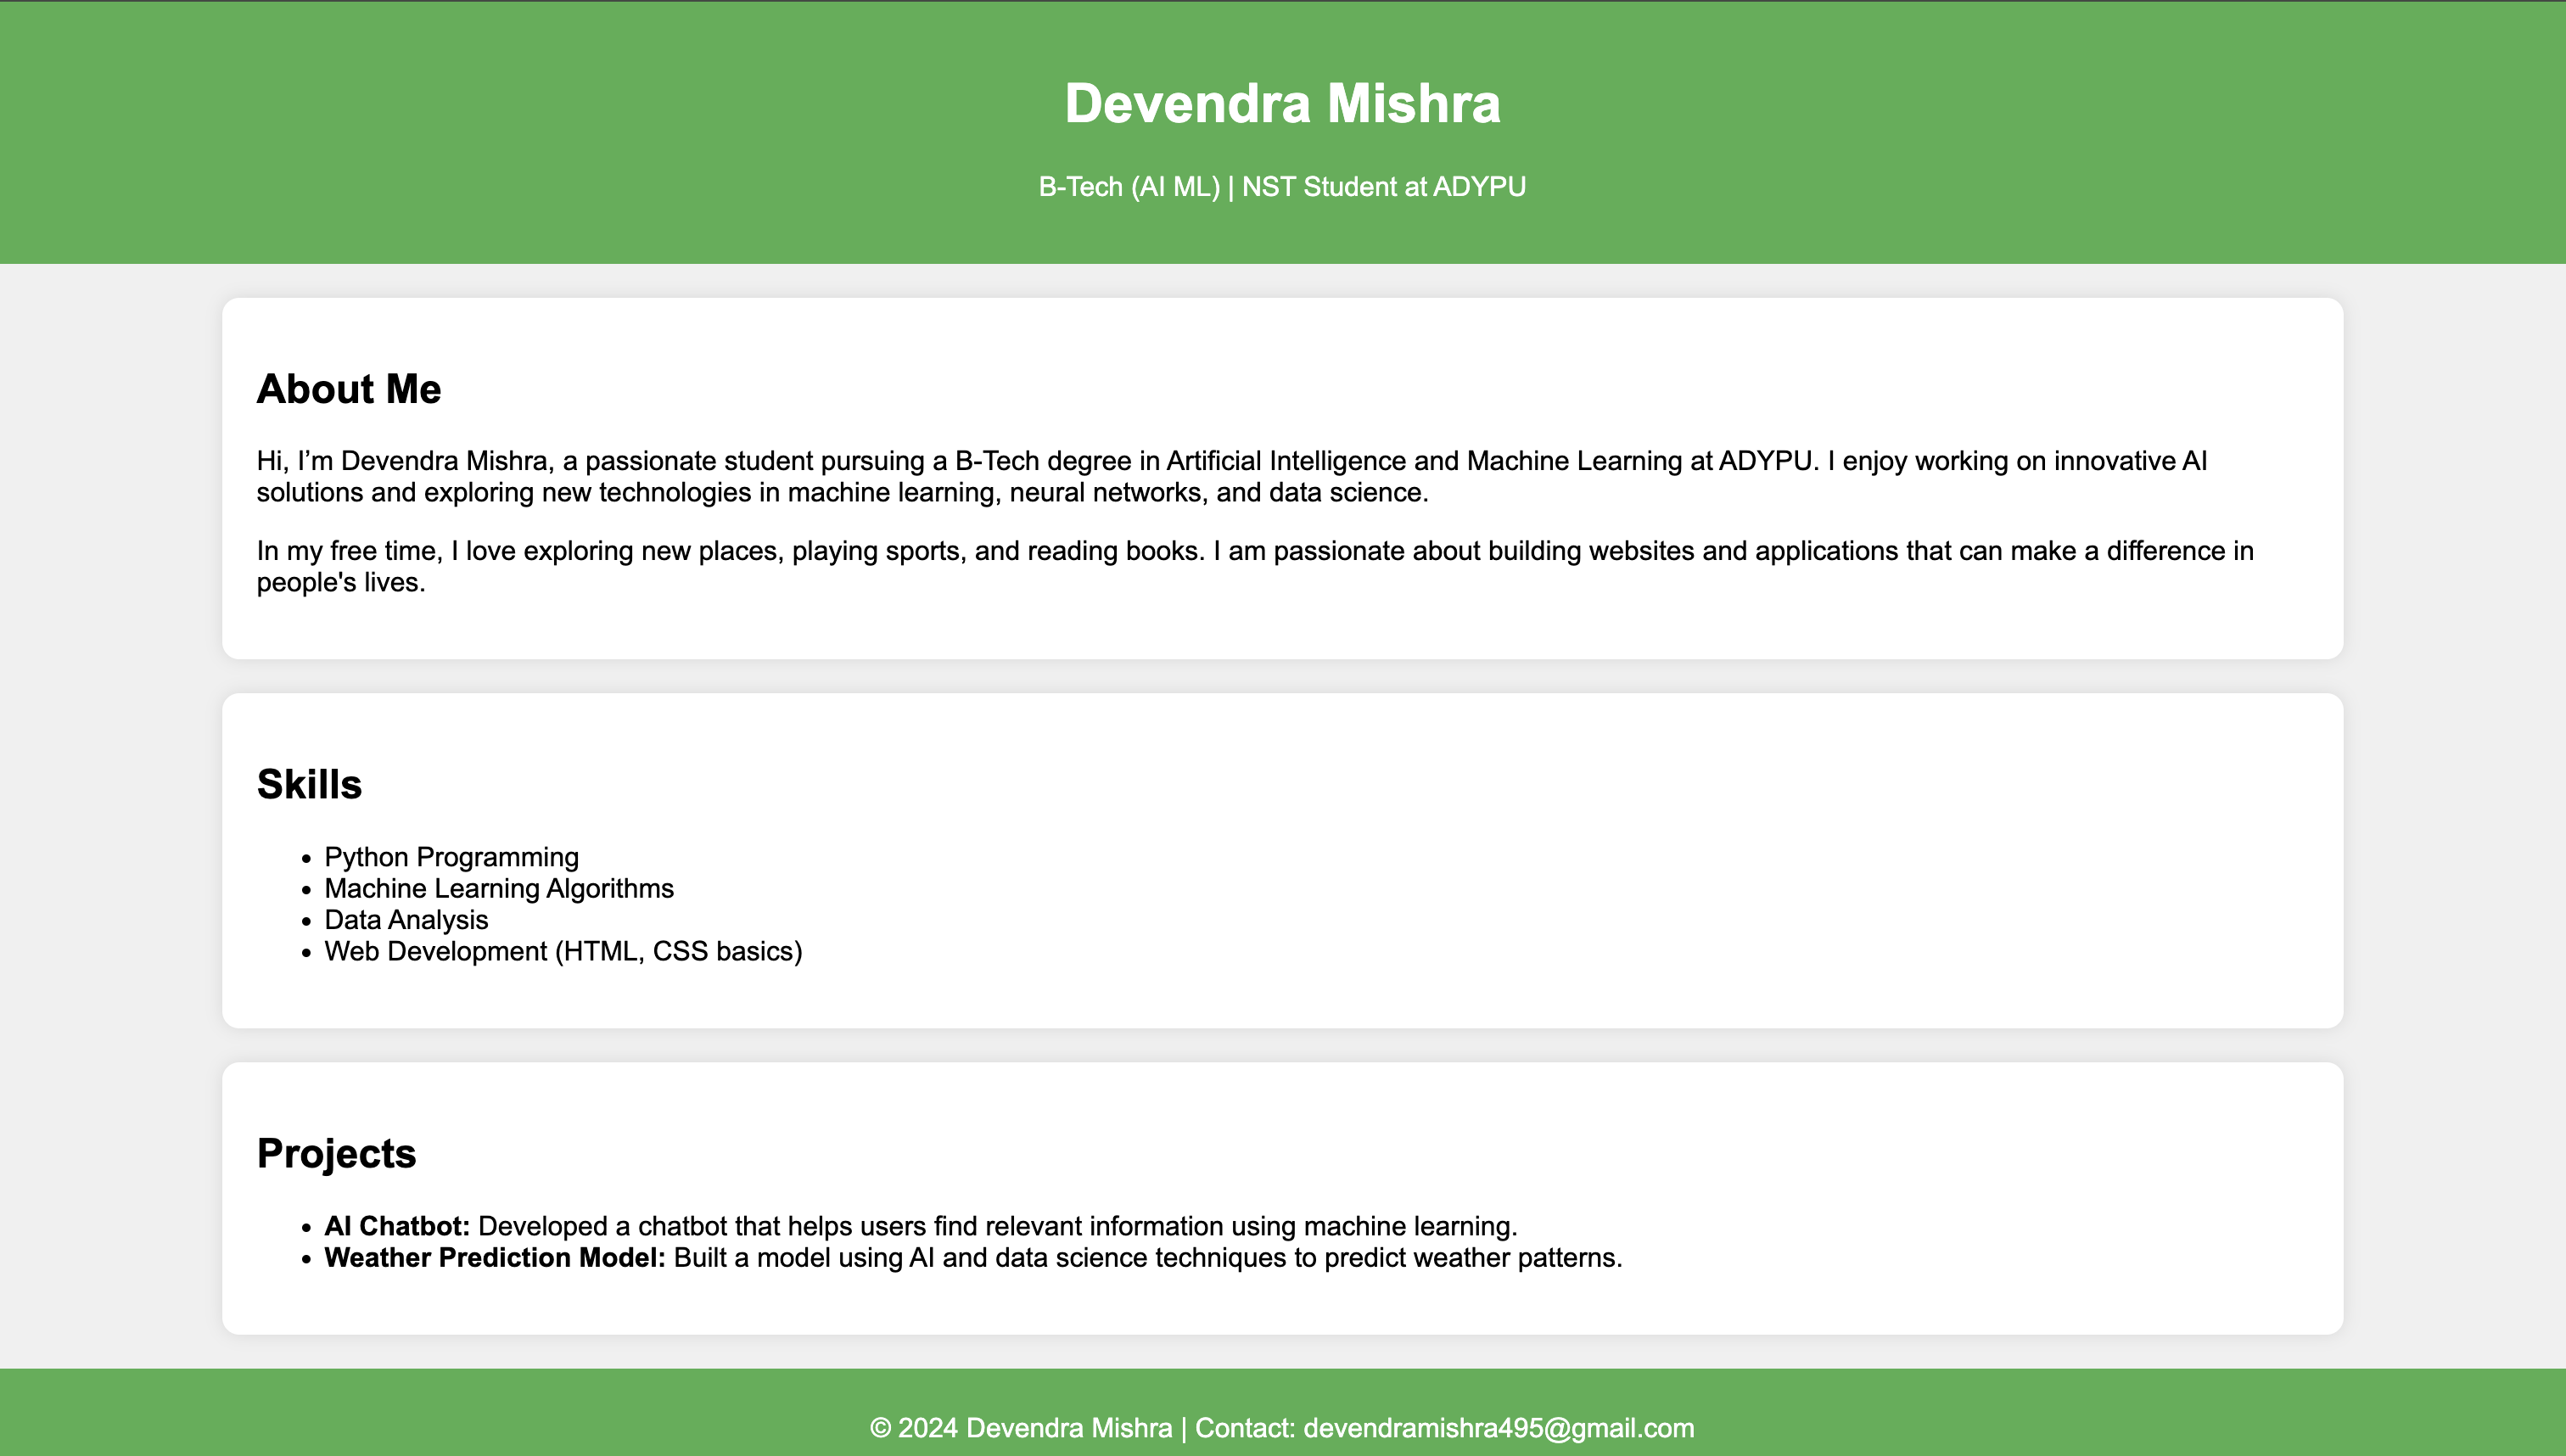 Devendra Mishra
B-Tech (AI ML) | NST Student at ADYPU
About Me
Hi, I’m Devendra Mishra, a passionate student pursuing a B-Tech degree in Artificial Intelligence and Machine Learning at ADYPU. I enjoy working on innovative AI
solutions and exploring new technologies in machine learning, neural networks, and data science.
In my free time, I love exploring new places, playing sports, and reading books. I am passionate about building websites and applications that can make a difference in
people's lives.
Skills
• Python Programming
• Machine Learning Algorithms
• Data Analysis
• Web Development (HTML, CSS basics)
Projects
• AI Chatbot: Developed a chatbot that helps users find relevant information using machine learning.
• Weather Prediction Model: Built a model using AI and data science techniques to predict weather patterns.
© 2024 Devendra Mishra | Contact: devendramishra495@gmail.com